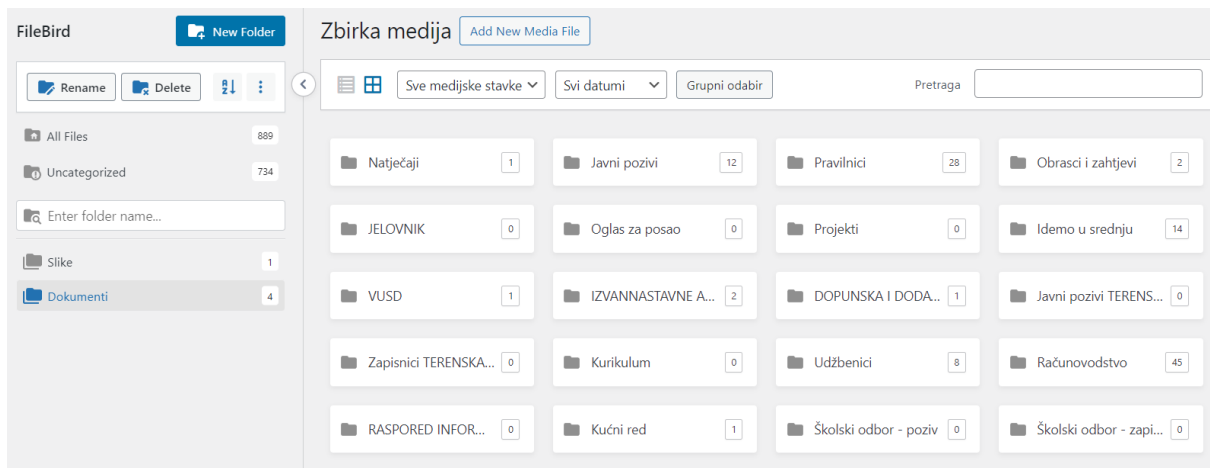 FileBird
New Folder
Rename
Delete
All Files 889
Uncategorized 734
Enter folder name...
Slike 1
Dokumenti 4
Zbirka medija Add New Media File
Sve medijske stavke Svi datumi Grupni odabir Pretraga
Natječaji 1 Javni pozivi 12 Pravilnici 28 Obrasci i zahtjevi 2
JELOVNIK 0 Oglas za posao 0 Projekti 0 Idemo u srednju 14
VUSD 1 IZVANNASTAVNE A... 2 DOPUNSKA I DODA... 1 Javni pozivi TERENS... 0
Zapisnici TERENSKA... 0 Kurikulum 0 Udžbenici 8 Računovodstvo 45
RASPORED INFOR... 0 Kućni red 1 Školski odbor - poziv 0 Školski odbor - zapi... 0